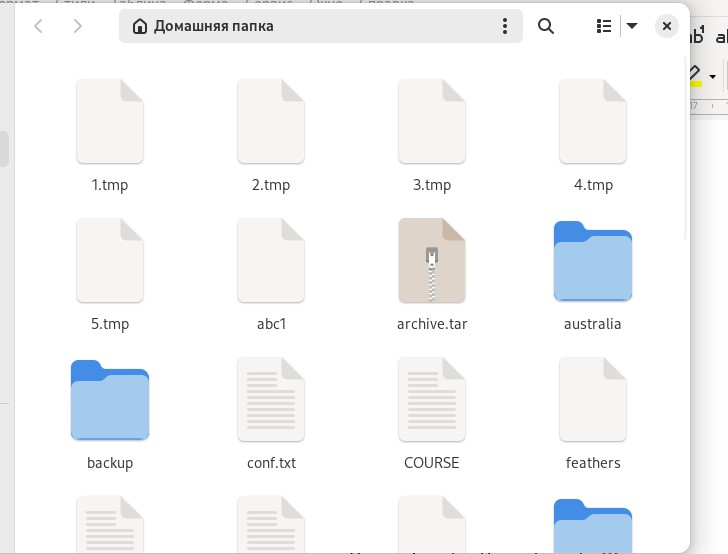 Домашняя папка
1.tmp
2.tmp
3.tmp
4.tmp
5.tmp
abc1
archive.tar
australia
backup
conf.txt
COURSE
feathers